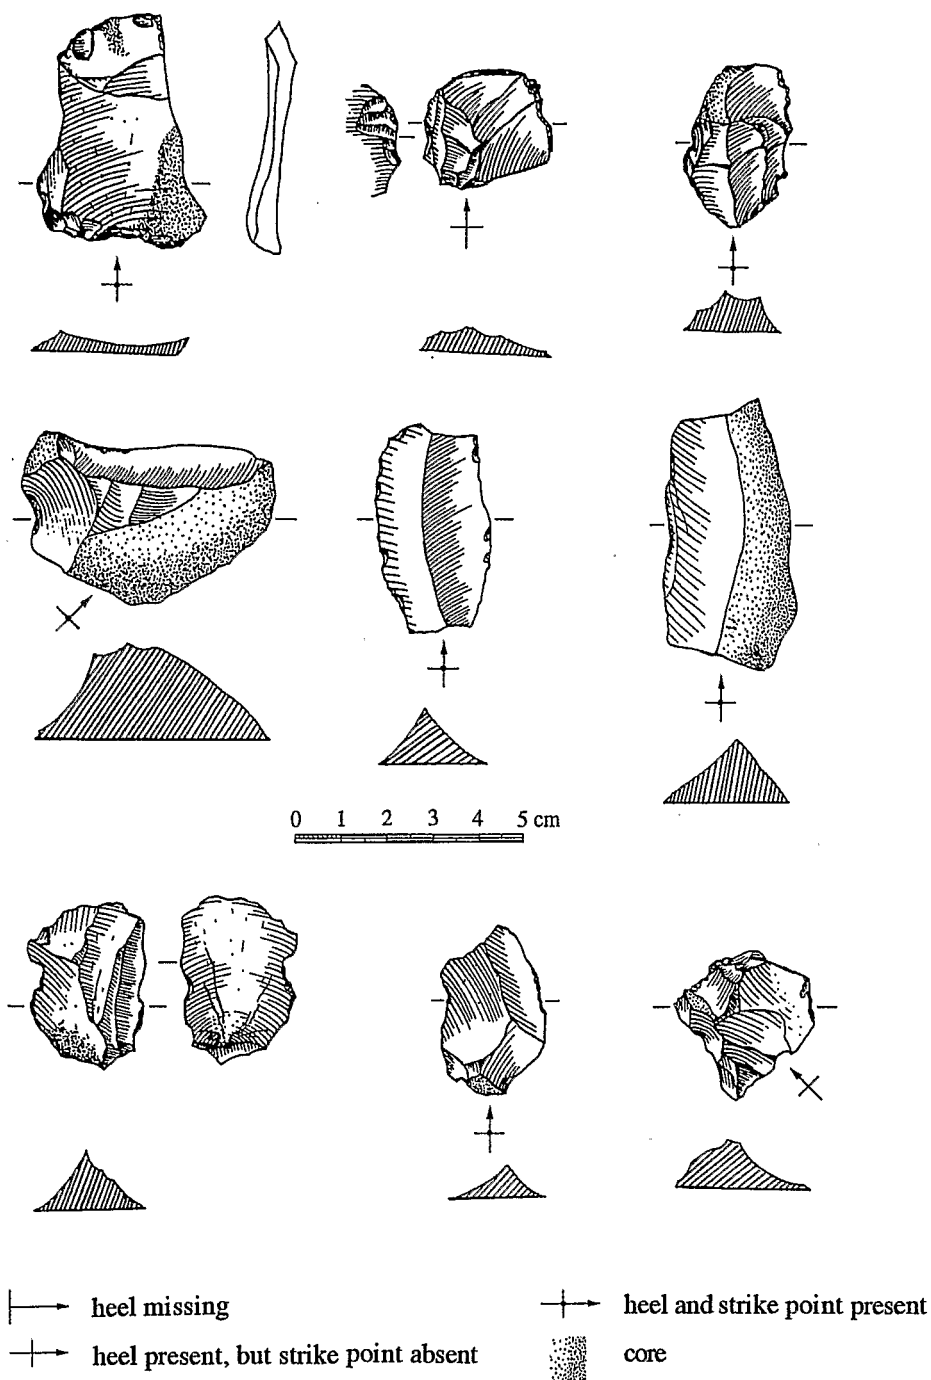 0 1 2 3 4 5 cm
heel missing
heel and strike point present
heel present, but strike point absent
core